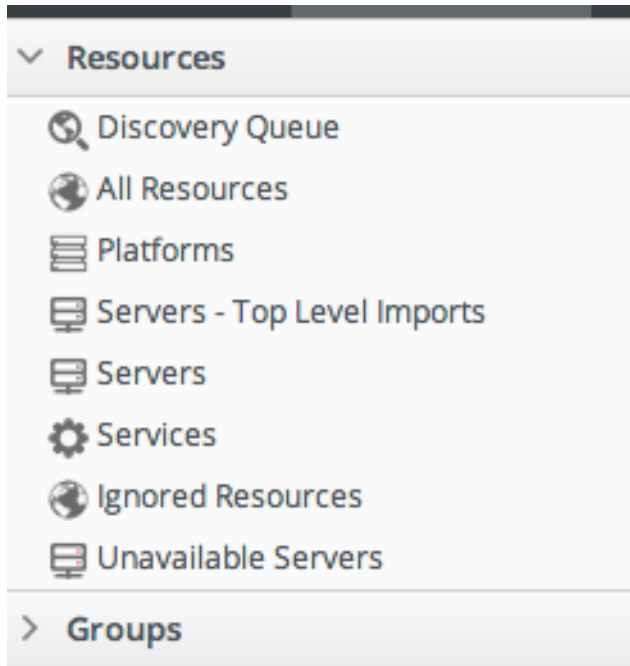 Resources
Discovery Queue
All Resources
Platforms
Servers - Top Level Imports
Servers
Services
Ignored Resources
Unavailable Servers
Groups